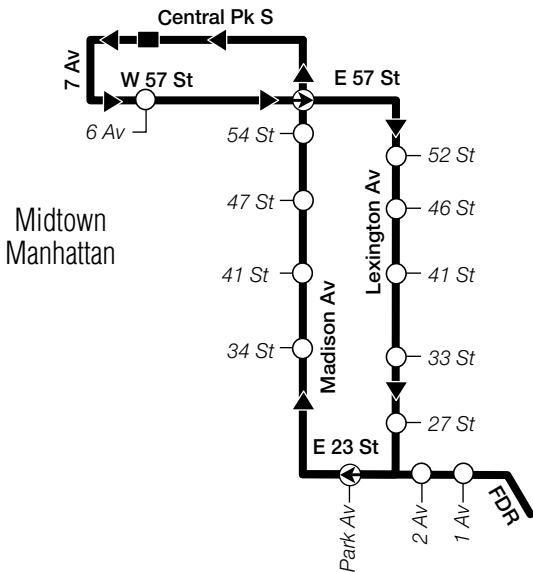 Central Pk S
7 Av
W 57 St
E 57 St
6 Av
54 St
52 St
47 St
46 St
Midtown
Manhattan
Lexington Av
41 St
41 St
Madison Av
34 St
33 St
27 St
E 23 St
Park Av
2 Av
1 Av
FDR